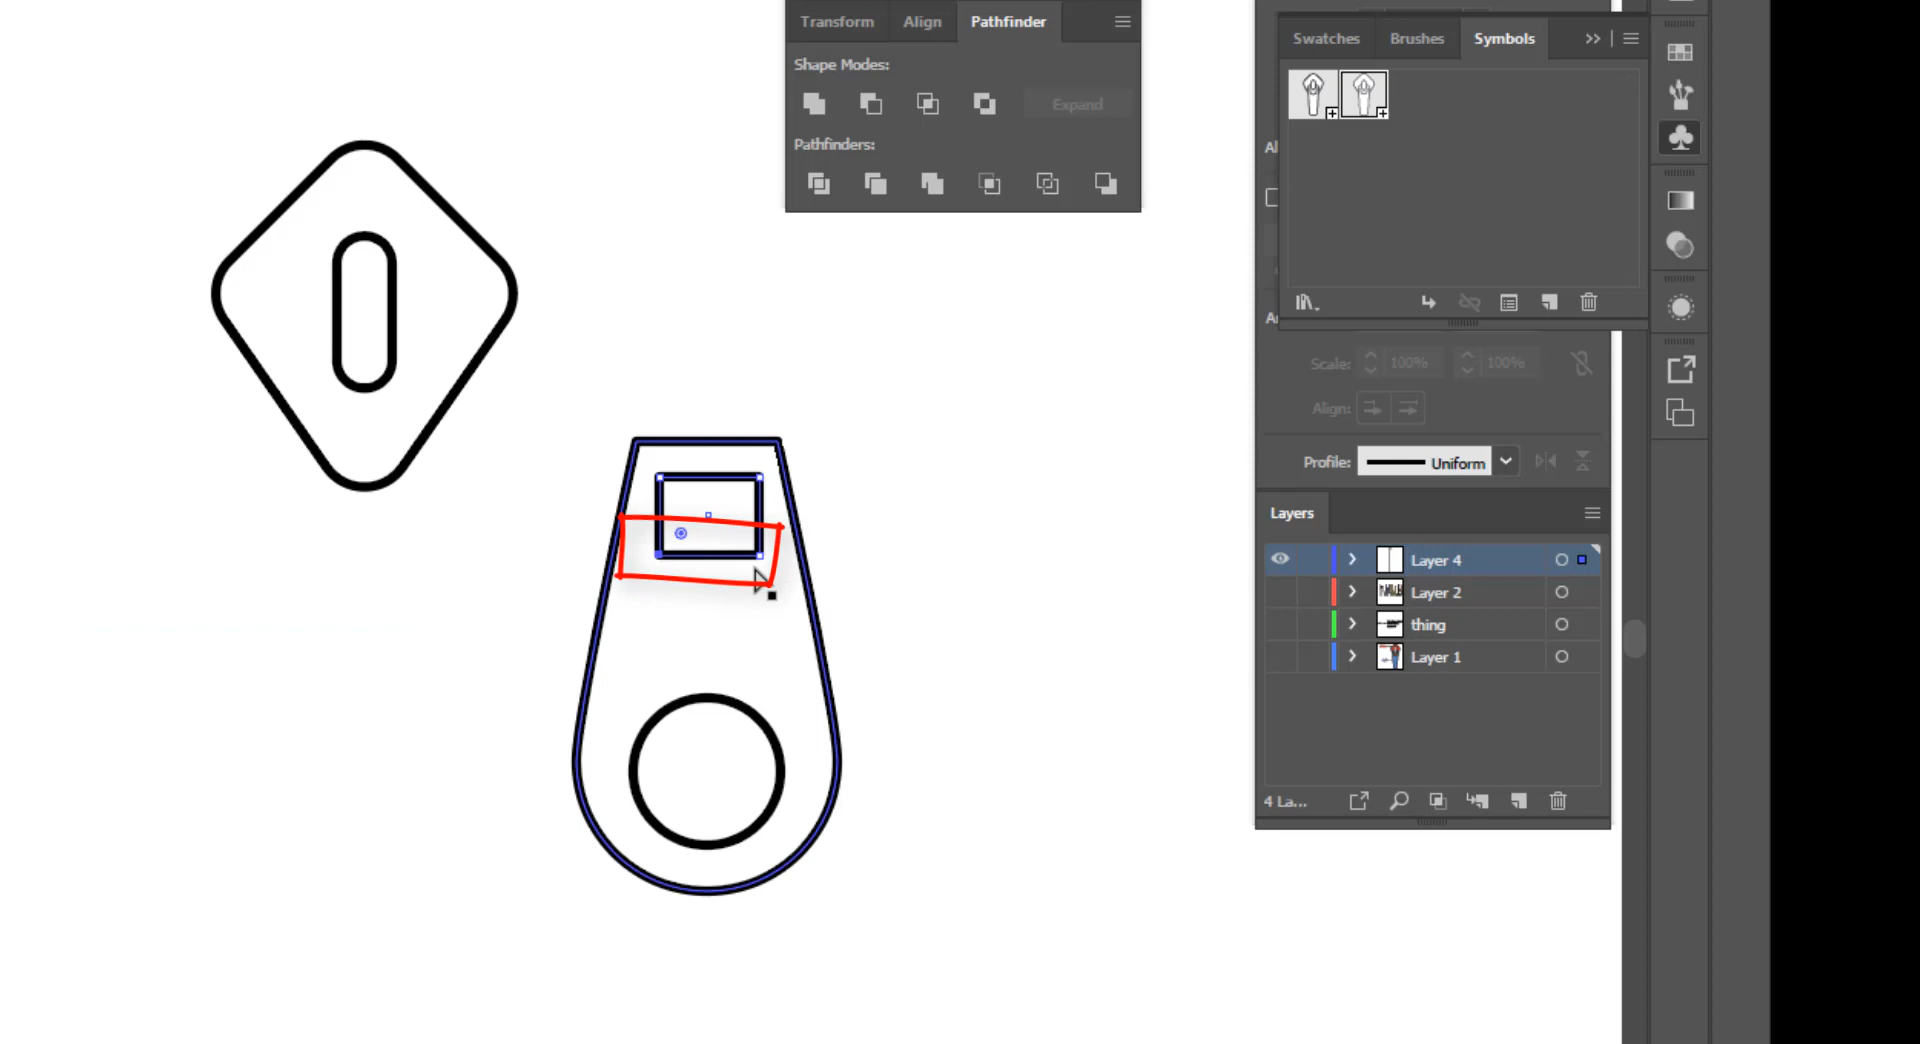 Transform Align Pathfinder
Shape Modes:
Expand
Pathfinders:
Swatches Brushes Symbols
Scale: 100% 100%
Align:
Profile: Uniform
Layers
Layer 4
Layer 2
thing
Layer 1
4 La...